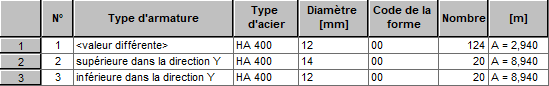 N° Type d'armature Type d'acier Diamètre [mm] Code de la forme Nombre [m]
1 1 <valeur différente> HA 400 12 00 124 A = 2,940
2 2 supérieure dans la direction Y HA 400 14 00 20 A = 8,940
3 3 inférieure dans la direction Y HA 400 12 00 20 A = 8,940